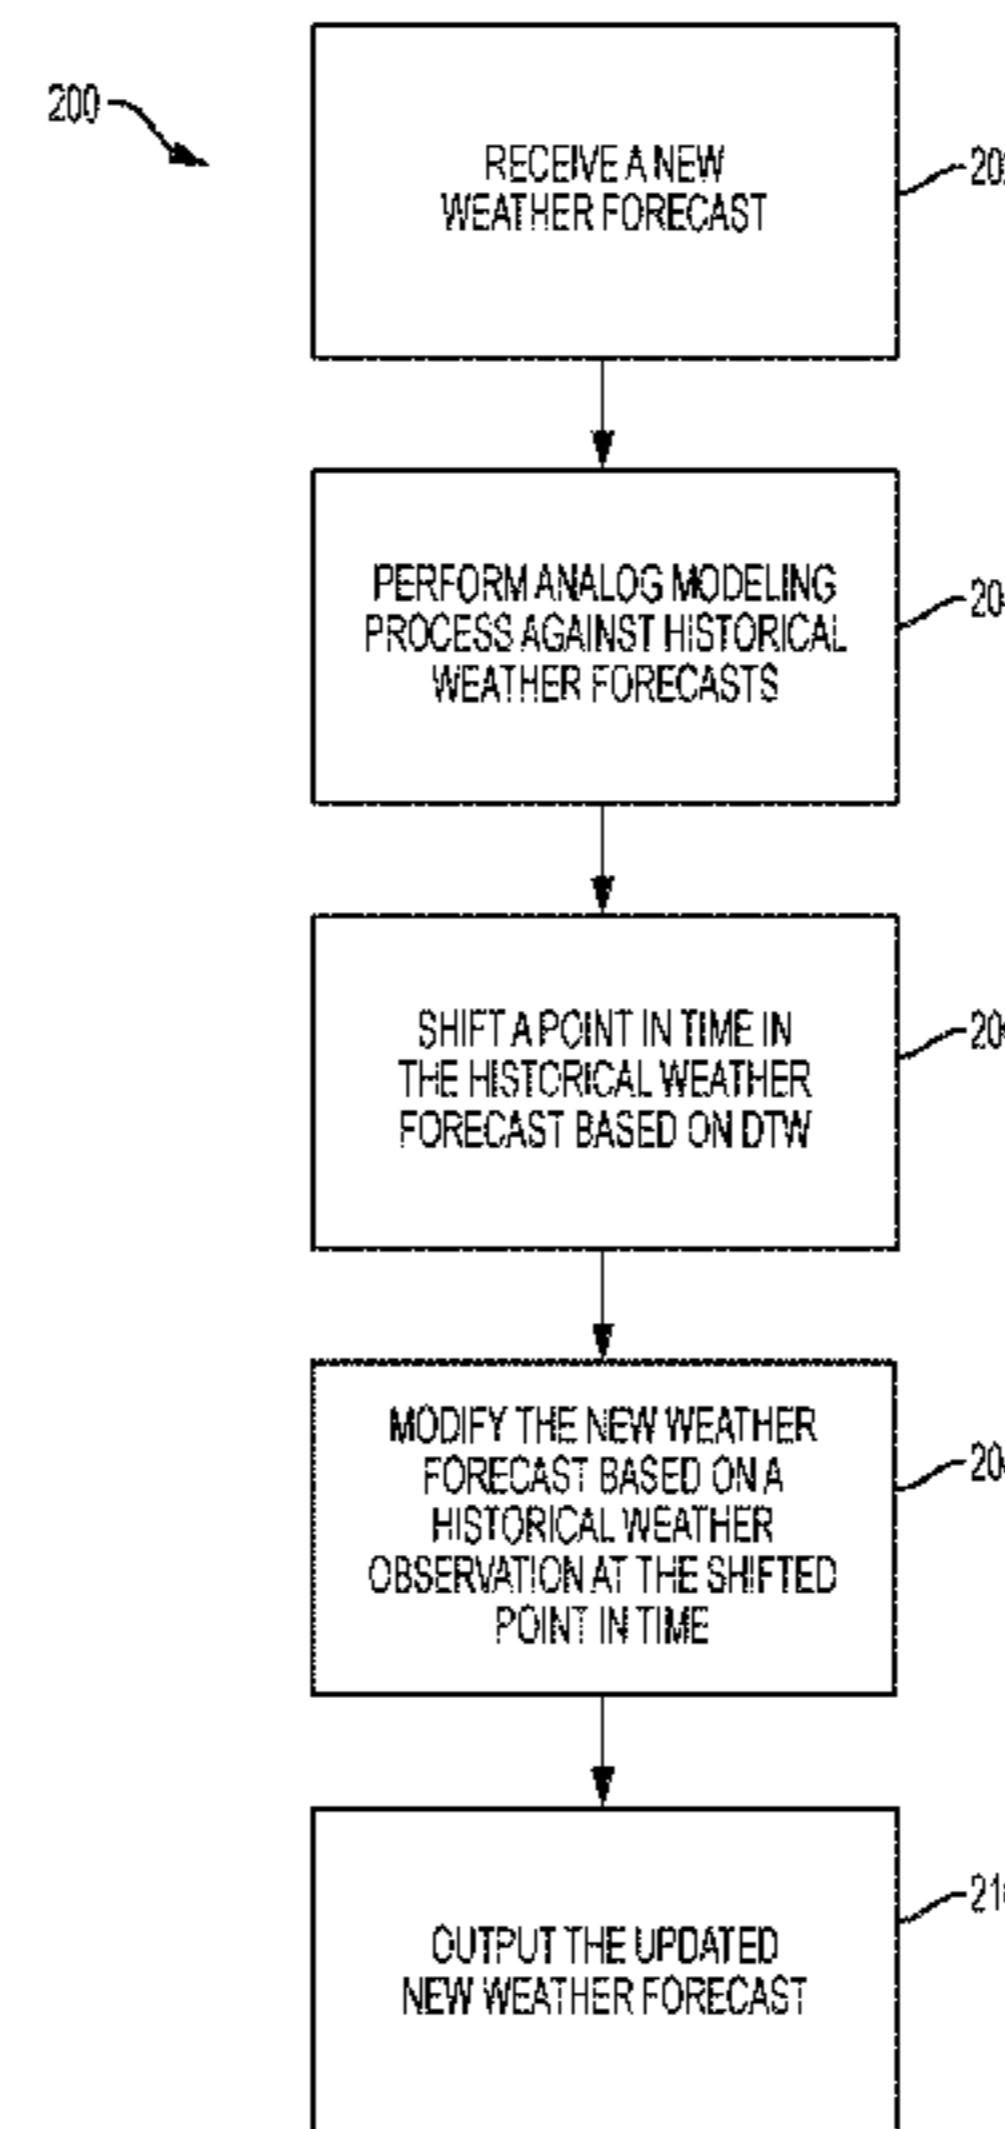 200
RECEIVE A NEW
WEATHER FORECAST
PERFORM ANALOG MODELING
PROCESS AGAINST HISTORICAL
WEATHER FORECASTS
SHIFT A POINT IN TIME IN
THE HISTORICAL WEATHER
FORECAST BASED ON DTW
MODIFY THE NEW WEATHER
FORECAST BASED ON A
HISTORICAL WEATHER
OBSERVATION AT THE SHIFTED
POINT IN TIME
OUTPUT THE UPDATED
NEW WEATHER FORECAST